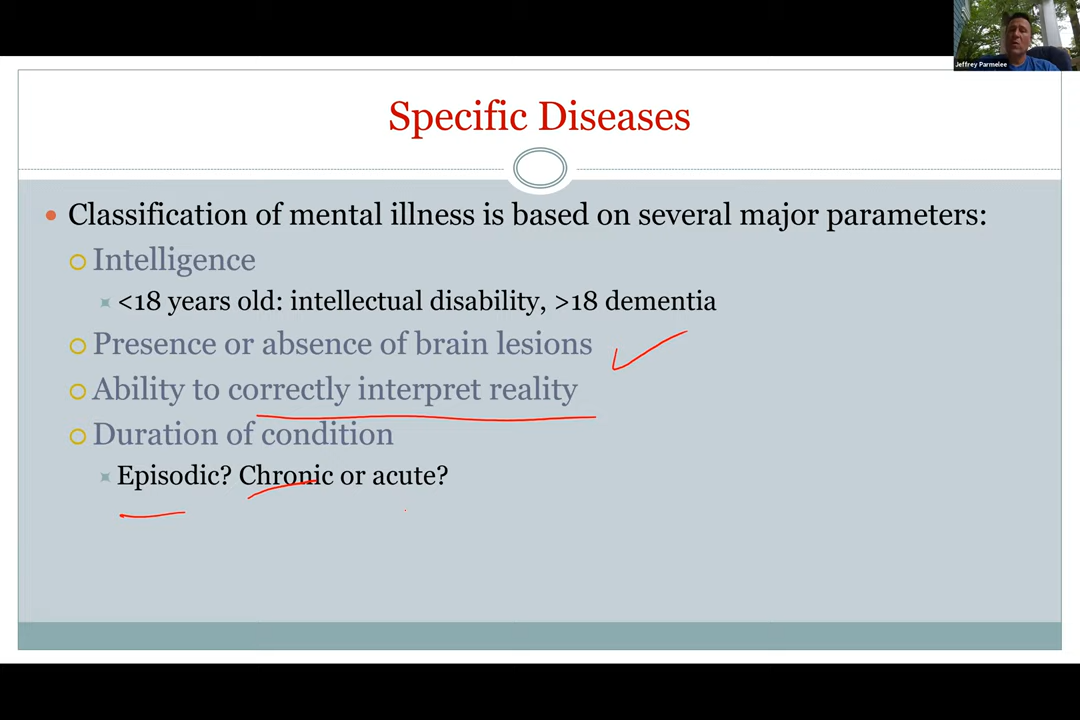 Jeffrey Parmelee
Specific Diseases
Classification of mental illness is based on several major parameters:
Intelligence
<18 years old: intellectual disability, >18 dementia
Presence or absence of brain lesions
Ability to correctly interpret reality
Duration of condition
Episodic? Chronic or acute?